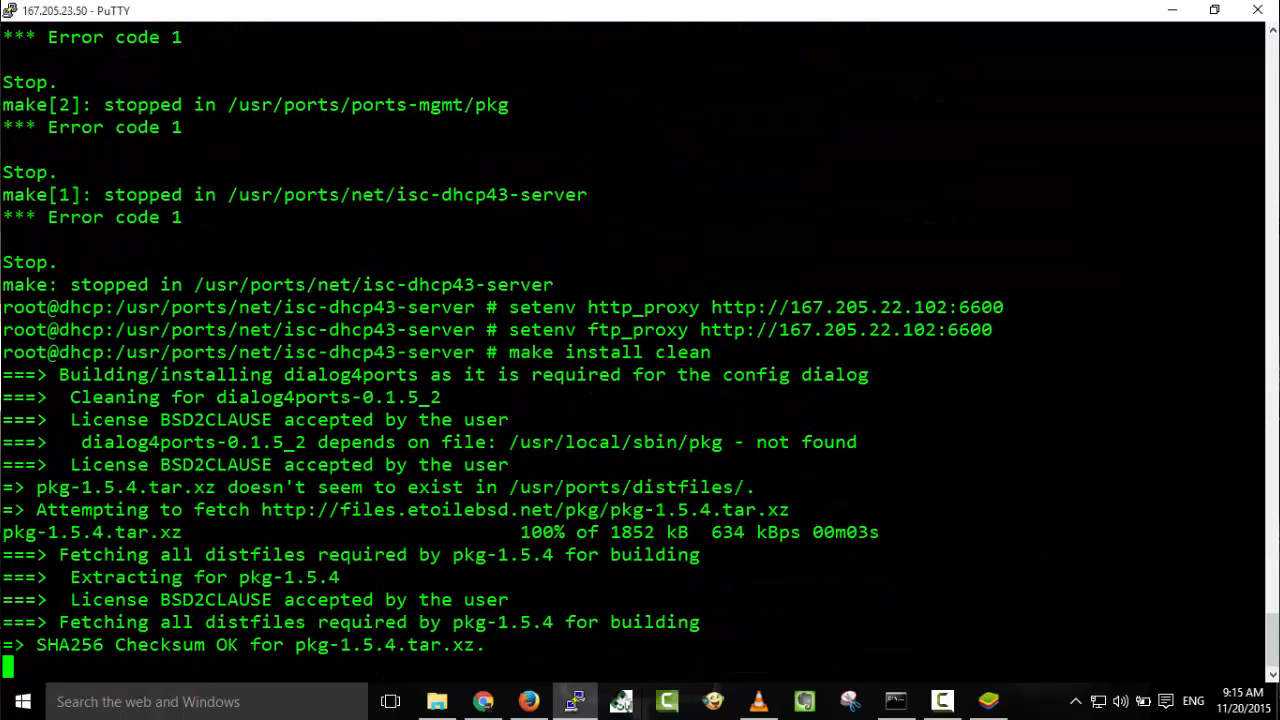 167.205.23.50 - PuTTY
*** Error code 1
Stop.
make[2]: stopped in /usr/ports/ports-mgmt/pkg
*** Error code 1
Stop.
make[1]: stopped in /usr/ports/net/isc-dhcp43-server
*** Error code 1
Stop.
make: stopped in /usr/ports/net/isc-dhcp43-server
root@dhcp:/usr/ports/net/isc-dhcp43-server # setenv http_proxy http://167.205.22.102:6600
root@dhcp:/usr/ports/net/isc-dhcp43-server # setenv ftp_proxy http://167.205.22.102:6600
root@dhcp:/usr/ports/net/isc-dhcp43-server # make install clean
===> Building/installing dialog4ports as it is required for the config dialog
===>  Cleaning for dialog4ports-0.1.5_2
===>  License BSD2CLAUSE accepted by the user
===>   dialog4ports-0.1.5_2 depends on file: /usr/local/sbin/pkg - not found
===>  License BSD2CLAUSE accepted by the user
=> pkg-1.5.4.tar.xz doesn't seem to exist in /usr/ports/distfiles/.
=> Attempting to fetch http://files.etoilebsd.net/pkg/pkg-1.5.4.tar.xz
pkg-1.5.4.tar.xz                              100% of 1852 kB  634 kBps 00m03s
===> Fetching all distfiles required by pkg-1.5.4 for building
===>  Extracting for pkg-1.5.4
===>  License BSD2CLAUSE accepted by the user
===> Fetching all distfiles required by pkg-1.5.4 for building
=> SHA256 Checksum OK for pkg-1.5.4.tar.xz.
Search the web and Windows
ENG
9:15 AM
11/20/2015